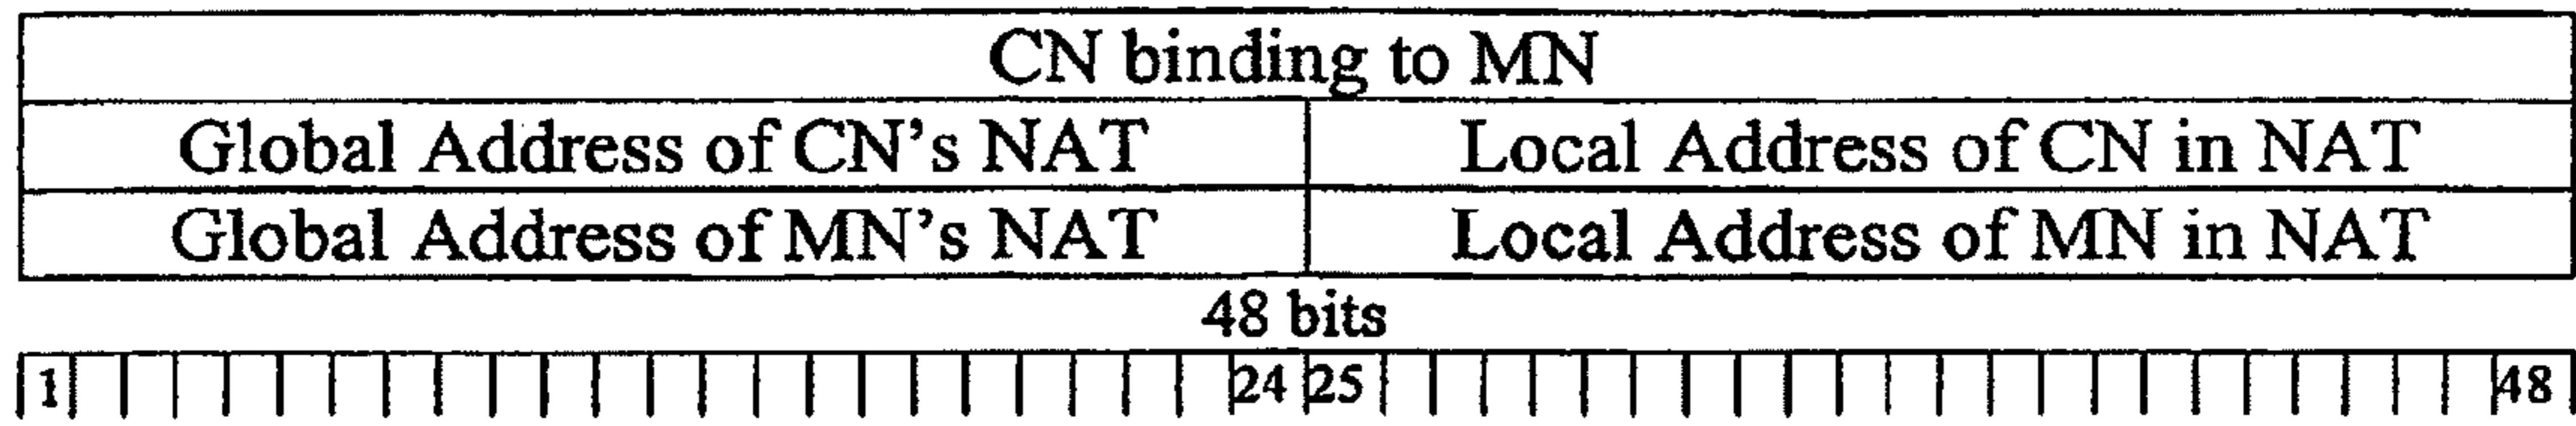 CN binding to MN
Global Address of CN's NAT Local Address of CN in NAT
Global Address of MN's NAT Local Address of MN in NAT
48 bits
1 24 25 48